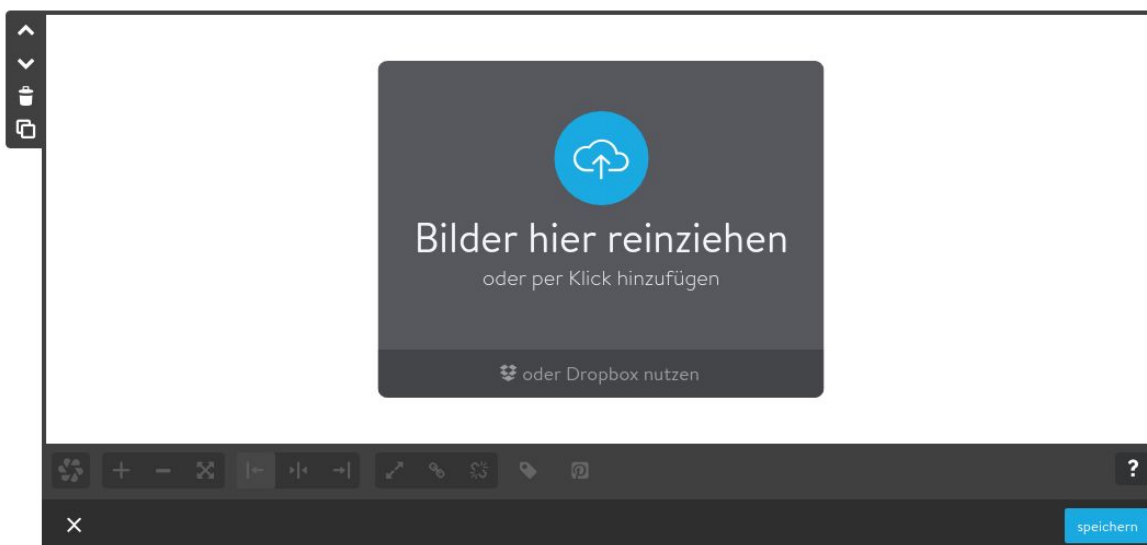 Bilder hier reinziehen
oder per Klick hinzufügen
oder Dropbox nutzen
?
speichern